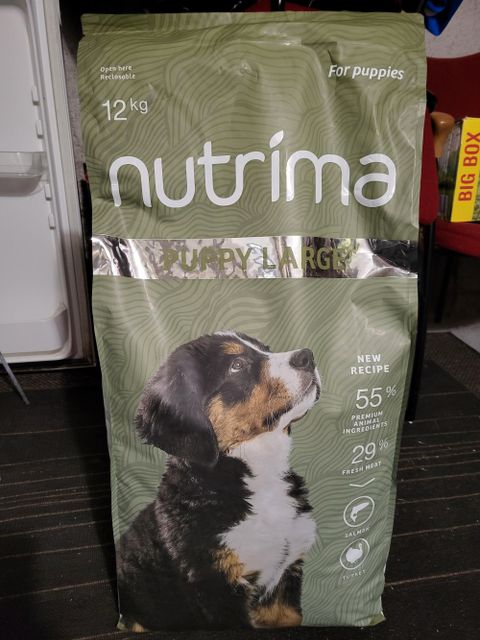 Open here
Reclosable
For puppies
12 kg
nutrima
PUPPY LARGE
NEW
RECIPE
55 %
PREMIUM
ANIMAL
INGREDIENTS
29 %
FRESH MEAT
SALMON
TURKEY
BIG BOX